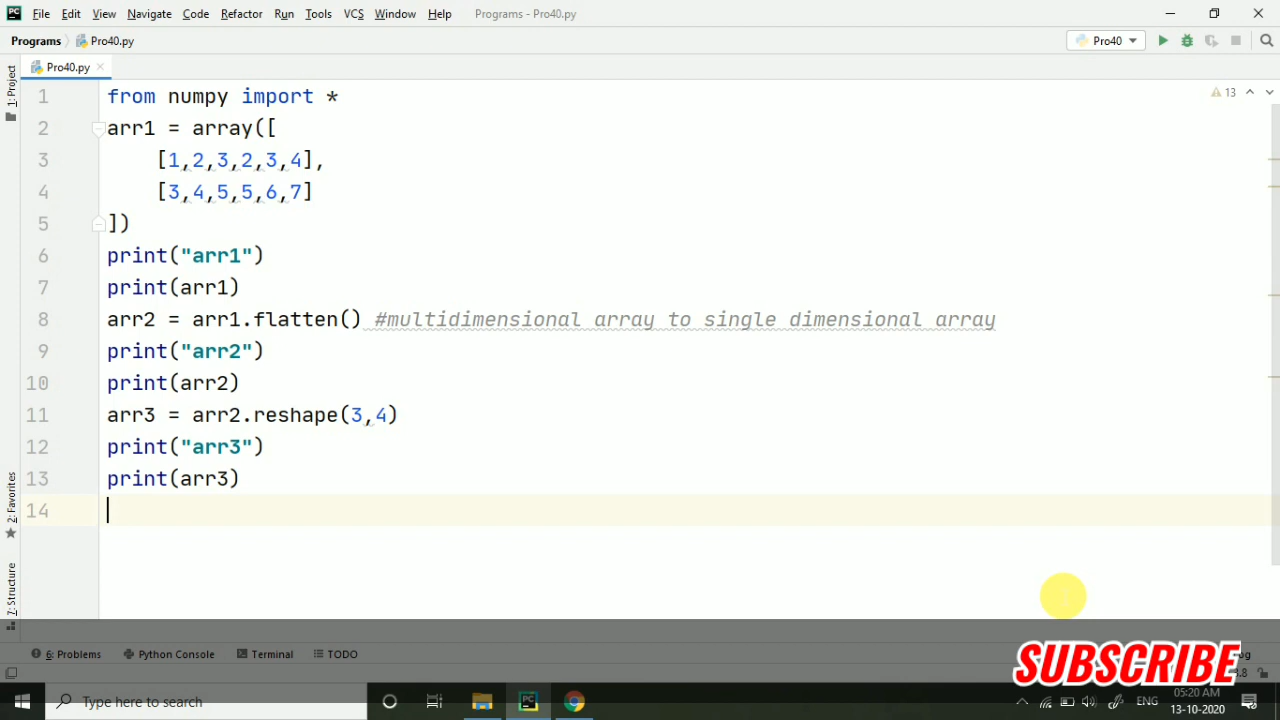 File Edit View Navigate Code Refactor Run Tools VCS Window Help Programs - Pro40.py
Programs Pro40.py Pro40
Pro40.py
1: Project
1 from numpy import * 13
2 arr1 = array([
3 [1,2,3,2,3,4],
4 [3,4,5,5,6,7]
5 ])
6 print("arr1")
7 print(arr1)
8 arr2 = arr1.flatten() #multidimensional array to single dimensional array
9 print("arr2")
10 print(arr2)
11 arr3 = arr2.reshape(3,4)
12 print("arr3")
13 print(arr3)
14
2: Favorites
7: Structure
6: Problems Python Console Terminal TODO
SUBSCRIBE
Type here to search ENG 05:20 AM
13-10-2020